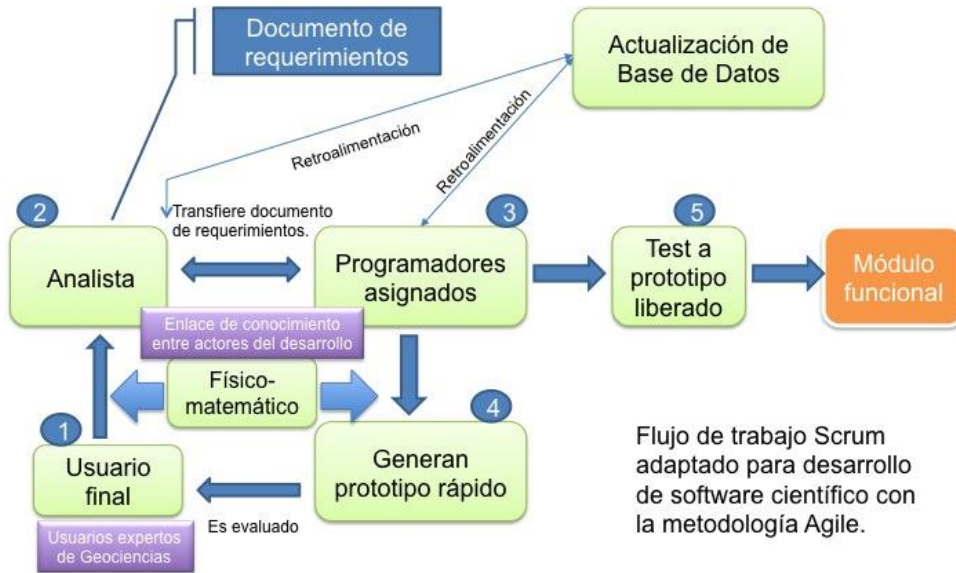 Documento de
requerimientos
Actualización de
Base de Datos
Retroalimentación
Retroalimentación
2
Analista
Transfiere documento
de requerimientos.
3
Programadores
asignados
5
Test a
prototipo
liberado
Módulo
funcional
Enlace de conocimiento
entre actores del desarrollo
Físico-
matemático
1
Usuario
final
Usuarios expertos
de Geociencias
Es evaluado
4
Generan
prototipo rápido
Flujo de trabajo Scrum
adaptado para desarrollo
de software científico con
la metodología Agile.